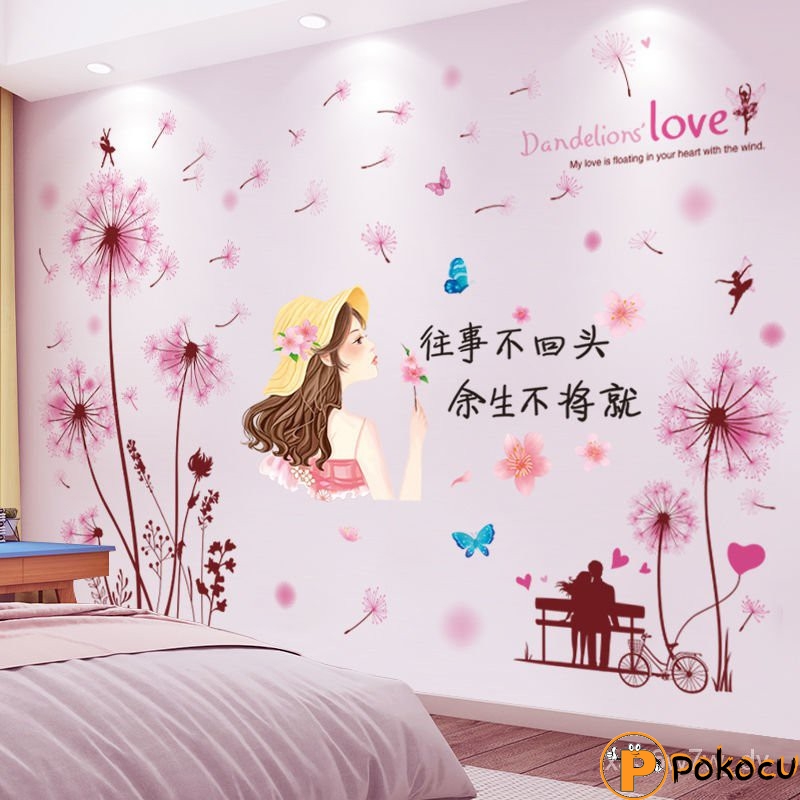 Dandelions' love
My love is floating in your heart with the wind.
往事不回头
余生不将就
P Pokocu